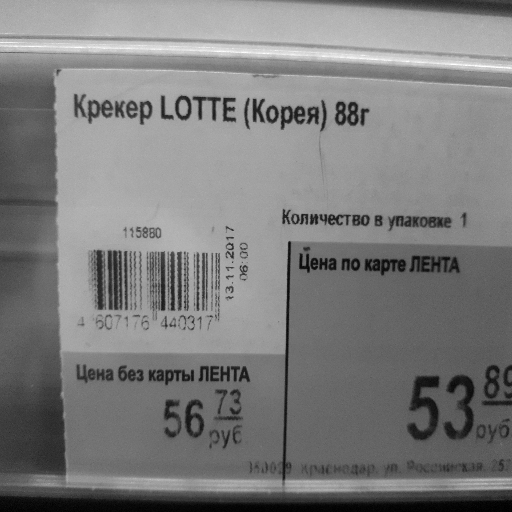 Крекер LOTTE (Корея) 88г
Количество в упаковке 1
115880
13.11.2017
06:00
4 607176 440317
Цена по карте ЛЕНТА
53 89
руб
Цена без карты ЛЕНТА
56 73
руб
Краснодар, ул. Российская, 257